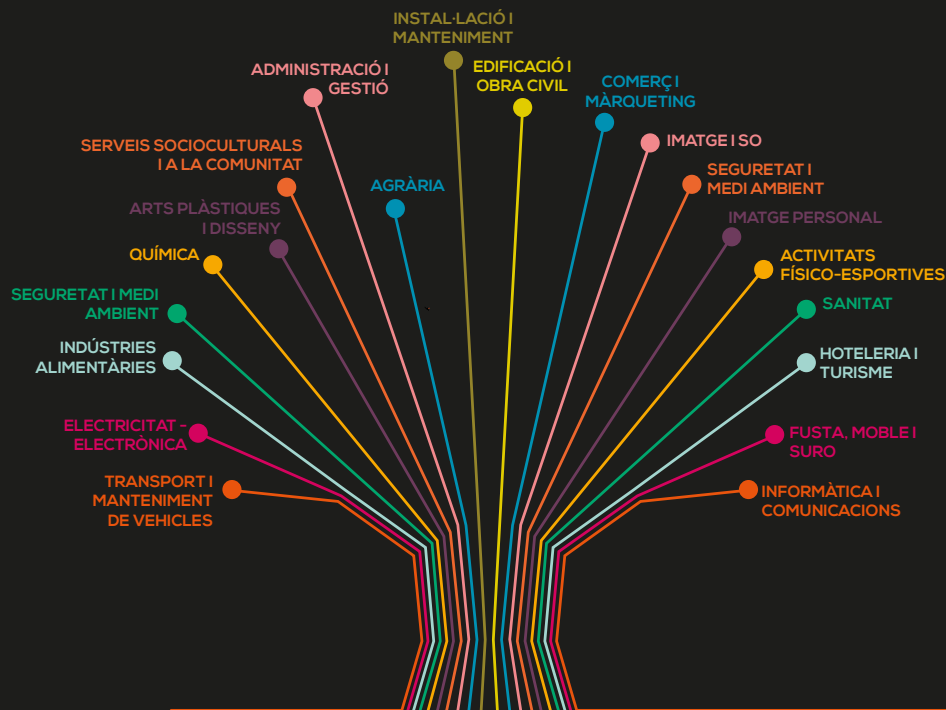 INSTAL·LACIÓ I
MANTENIMENT
ADMINISTRACIÓ I
GESTIÓ
EDIFICACIÓ I
OBRA CIVIL
COMERÇ I
MÀRQUETING
SERVEIS SOCIOCULTURALS
I A LA COMUNITAT
AGRÀRIA
IMATGE I SO
SEGURETAT I
MEDI AMBIENT
ARTS PLÀSTIQUES
I DISSENY
IMATGE PERSONAL
QUÍMICA
ACTIVITATS
FÍSICO-ESPORTIVES
SEGURETAT I MEDI
AMBIENT
SANITAT
INDÚSTRIES
ALIMENTÀRIES
HOTELERIA I
TURISME
ELECTRICITAT -
ELECTRÒNICA
FUSTA, MOBLE I
SURO
TRANSPORT I
MANTENIMENT
DE VEHICLES
INFORMÀTICA I
COMUNICACIONS